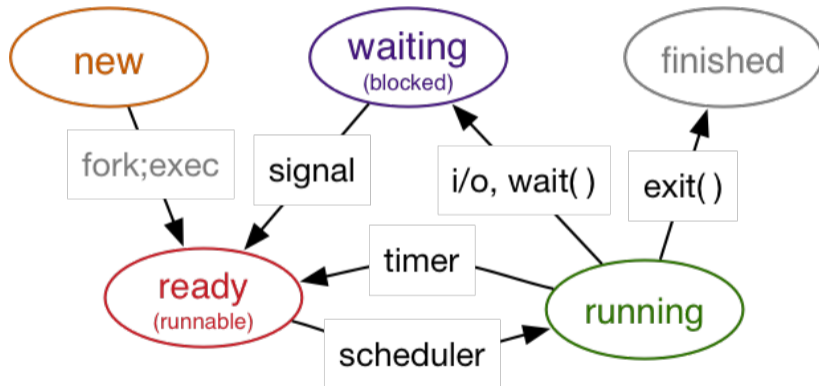 new
waiting
(blocked)
finished
fork;exec
signal
i/o, wait( )
exit( )
timer
ready
(runnable)
running
scheduler